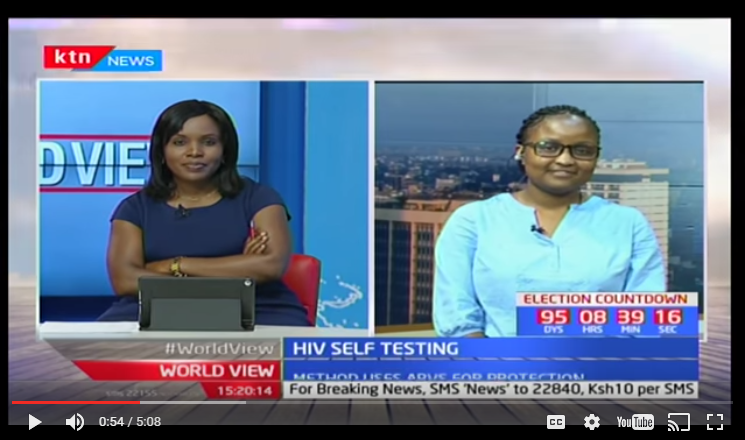 ktn NEWS
D VIE
ELECTION COUNTDOWN
95 08 39 16
DYS HRS MIN SEC
#WorldView
HIV SELF TESTING
WORLD VIEW
METHOD USES ARVS FOR PROTECTION
15:20:14
For Breaking News, SMS 'News' to 22840, Ksh10 per SMS
0:54 / 5:08
CC
YouTube